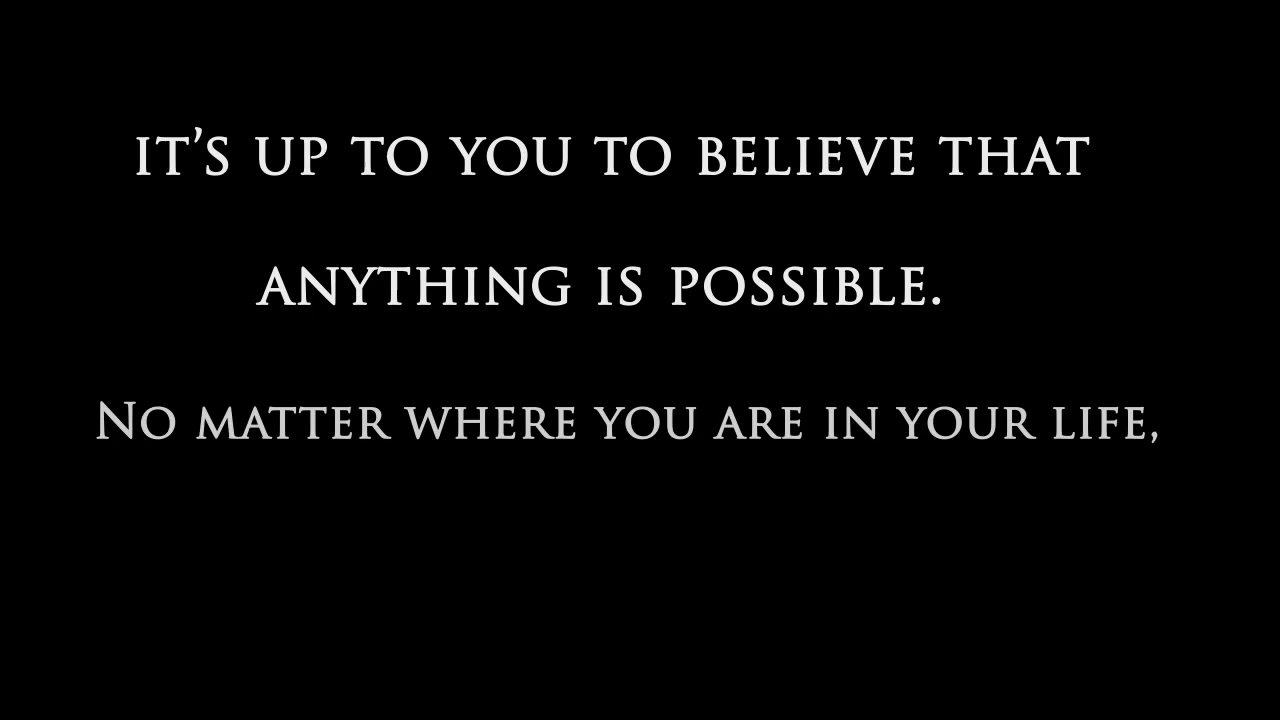 it's up to you to believe that
anything is possible.
No matter where you are in your life,